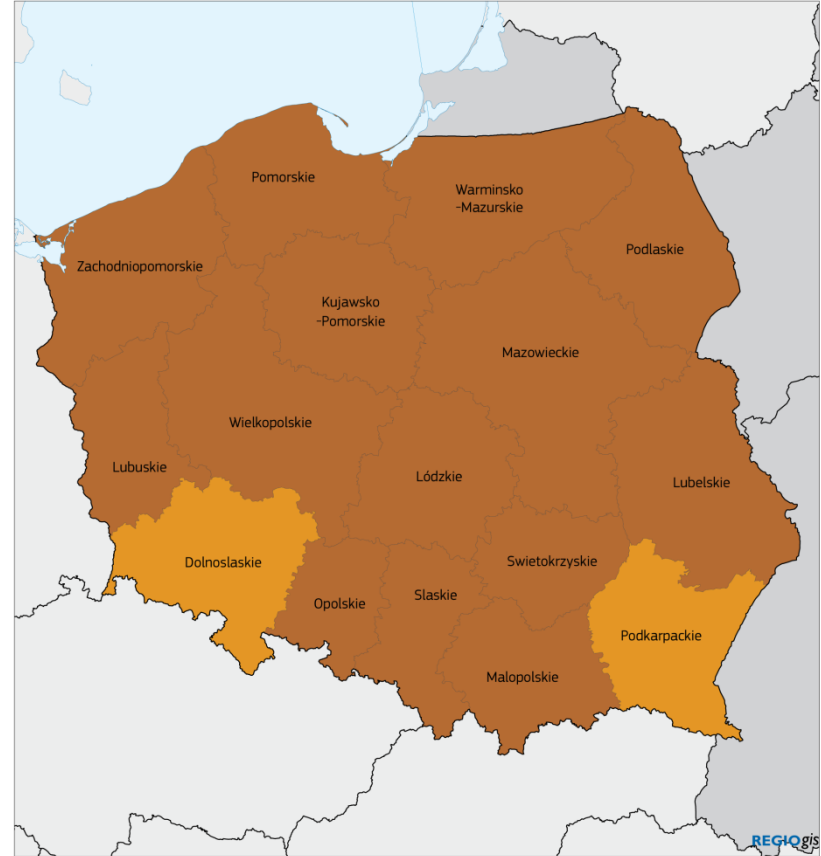 Pomorskie
Warminsko
-Mazurskie
Podlaskie
Zachodniopomorskie
Kujawsko
-Pomorskie
Mazowieckie
Wielkopolskie
Lubuskie
Lódzkie
Lubelskie
Dolnoslaskie
Swietokrzyskie
Opolskie
Slaskie
Podkarpackie
Malopolskie
REGIOgis